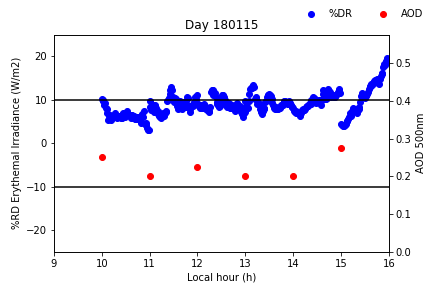 %DR AOD
Day 180115
%RD Erythermal Irradiance (W/m2)
20
10
0
−10
−20
0.5
0.4
0.3
0.2
0.1
0.0
AOD 500nm
9 10 11 12 13 14 15 16
Local hour (h)